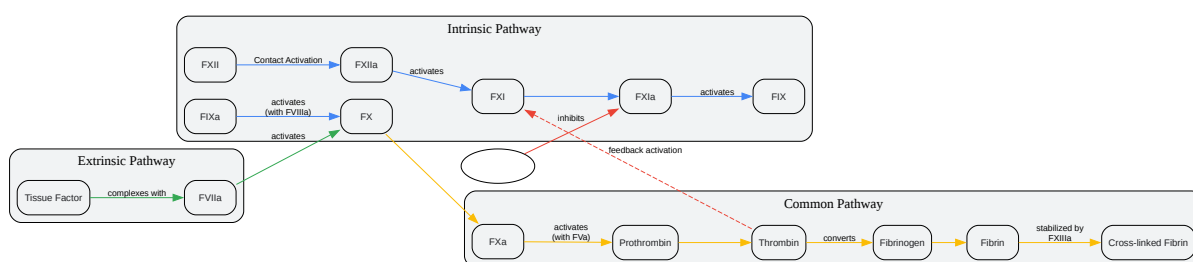 Intrinsic Pathway
FXII
Contact Activation
FXIIa
activates
FXI
FXIa
activates
FIX
FIXa
activates
(with FVIIIa)
FX
activates
inhibits
feedback activation
Extrinsic Pathway
Tissue Factor
complexes with
FVIIa
Common Pathway
FXa
activates
(with FVa)
Prothrombin
Thrombin
converts
Fibrinogen
Fibrin
stabilized by
FXIIIa
Cross-linked Fibrin